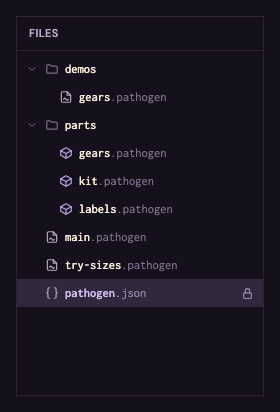 FILES
demos
gears.pathogen
parts
gears.pathogen
kit.pathogen
labels.pathogen
main.pathogen
try-sizes.pathogen
{} pathogen.json